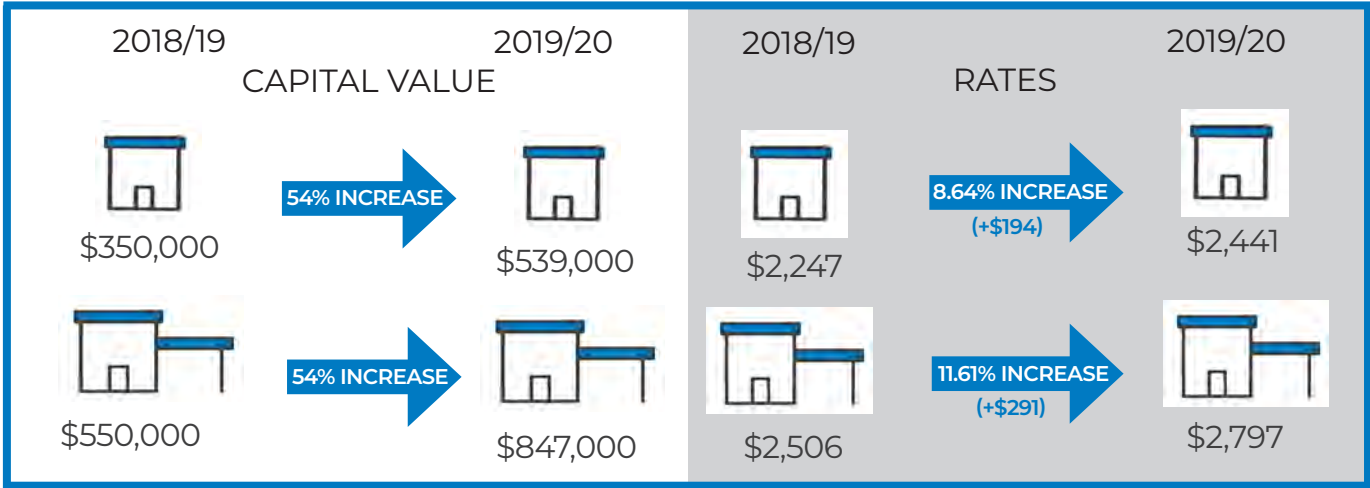 2018/19 2019/20 2018/19 2019/20
CAPITAL VALUE RATES
54% INCREASE 8.64% INCREASE
(+$194)
$350,000 $539,000 $2,247 $2,441
54% INCREASE 11.61% INCREASE
(+$291)
$550,000 $847,000 $2,506 $2,797